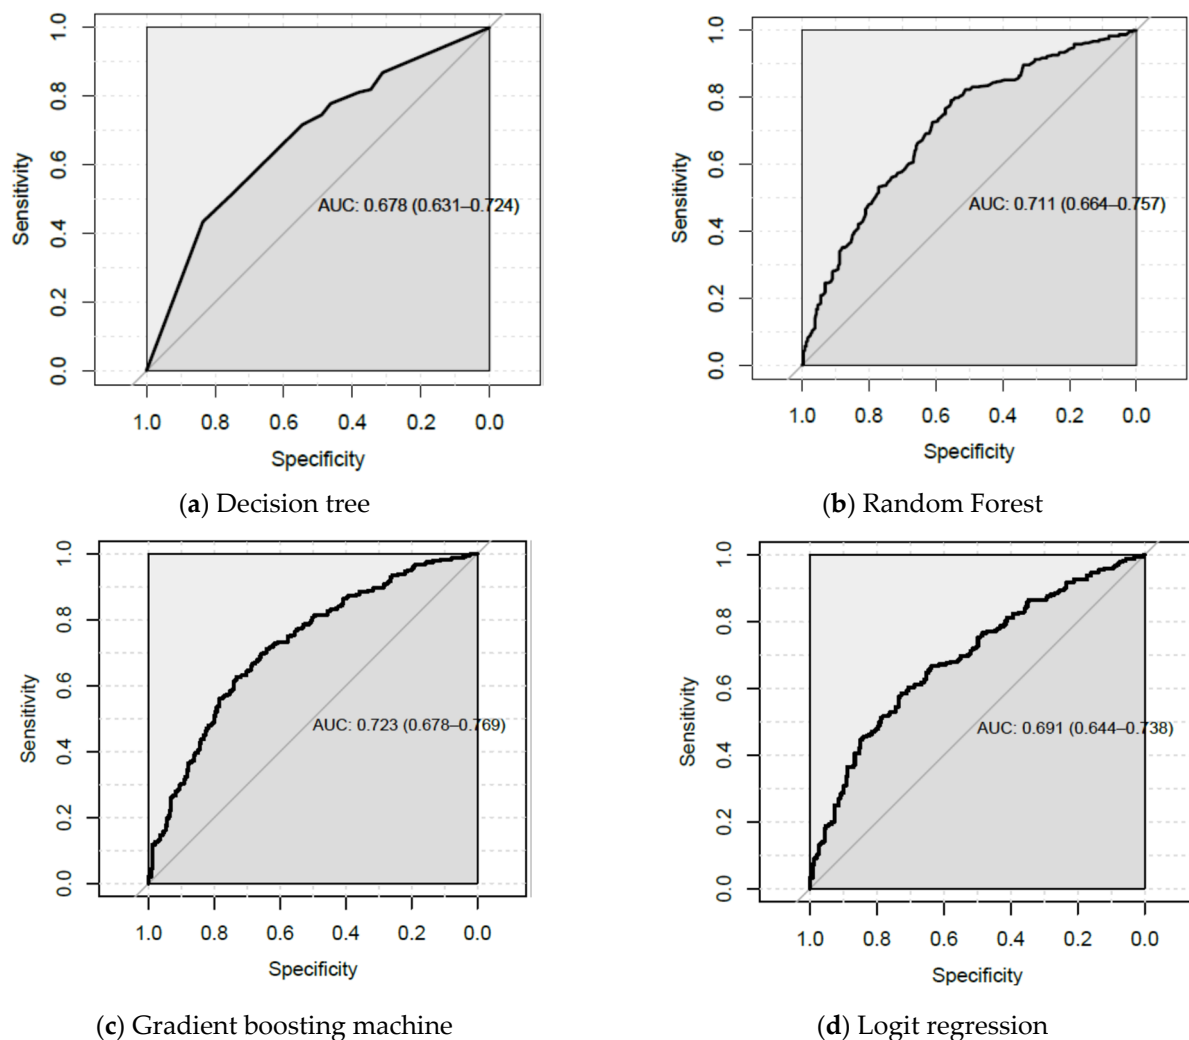 1.0
0.8
0.6
0.4
0.2
0.0
Sensitivity
AUC: 0.678 (0.631–0.724)
1.0 0.8 0.6 0.4 0.2 0.0
Specificity
(a) Decision tree
1.0
0.8
0.6
0.4
0.2
0.0
Sensitivity
AUC: 0.711 (0.664–0.757)
1.0 0.8 0.6 0.4 0.2 0.0
Specificity
(b) Random Forest
1.0
0.8
0.6
0.4
0.2
0.0
Sensitivity
AUC: 0.723 (0.678–0.769)
1.0 0.8 0.6 0.4 0.2 0.0
Specificity
(c) Gradient boosting machine
1.0
0.8
0.6
0.4
0.2
0.0
Sensitivity
AUC: 0.691 (0.644–0.738)
1.0 0.8 0.6 0.4 0.2 0.0
Specificity
(d) Logit regression